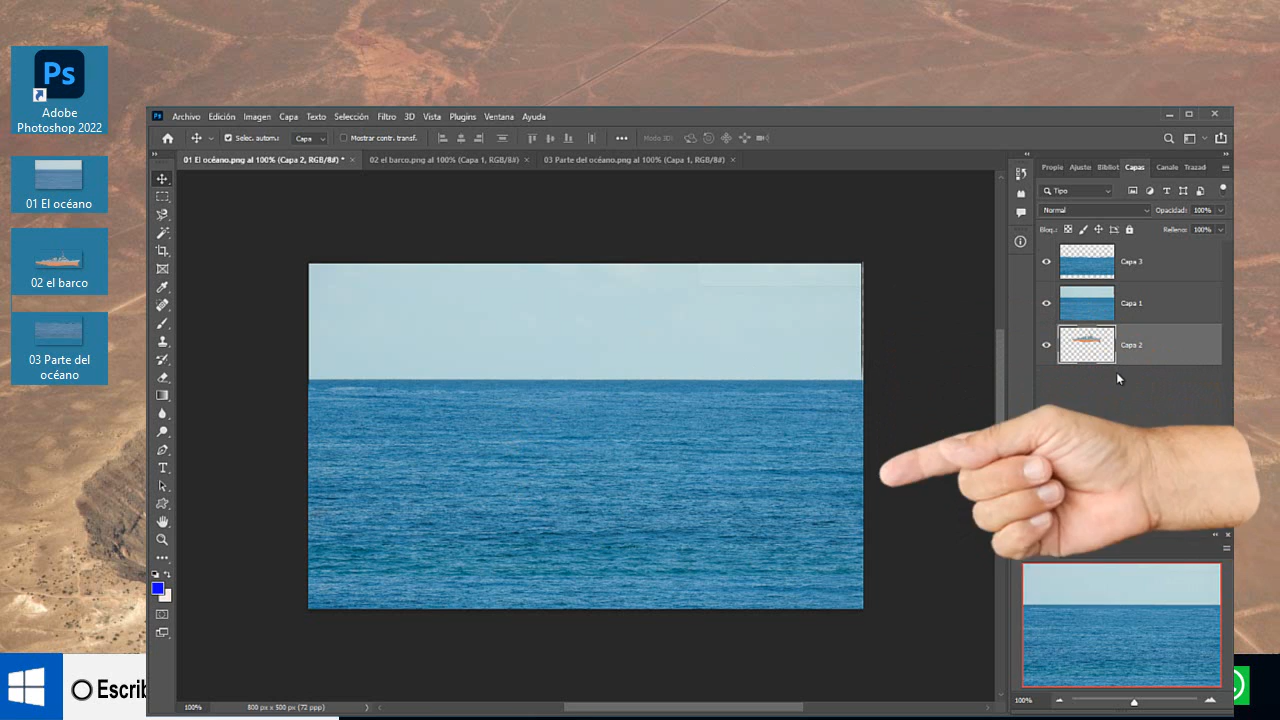 Ps
Adobe
Photoshop 2022
01 El océano
02 el barco
03 Parte del
océano
Ps Archivo Edición Imagen Capa Texto Selección Filtro 3D Vista Plugins Ventana Ayuda
Selec. autom.: Capa Mostrar contr. transf. Modo 3D:
01 El océano.png al 100% (Capa 2, RGB/8#) * 02 el barco.png al 100% (Capa 1, RGB/8#) 03 Parte del océano.png al 100% (Capa 1, RGB/8#)
Propie Ajuste Bibliot Capas Canale Trazad
Tipo
Normal Opacidad: 100%
Bloq.: Relleno: 100%
Capa 3
Capa 1
Capa 2
100% 800 px x 500 px (72 ppp)
100%
Escrib